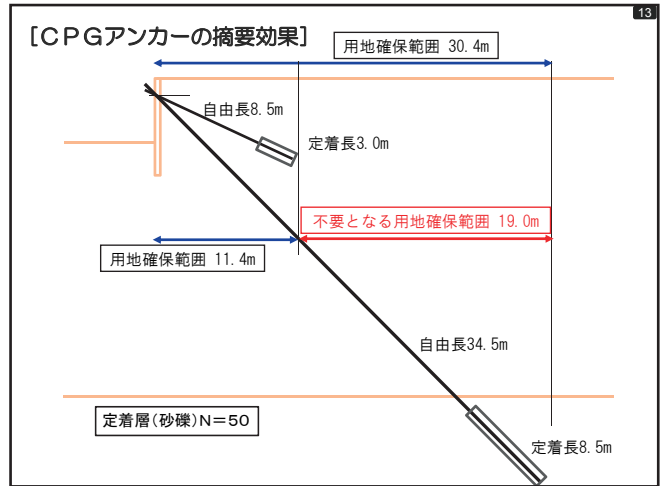 13
[CPGアンカーの摘要効果]
用地確保範囲 30.4m
自由長8.5m
定着長3.0m
不要となる用地確保範囲 19.0m
用地確保範囲 11.4m
自由長34.5m
定着層(砂礫)N=50
定着長8.5m